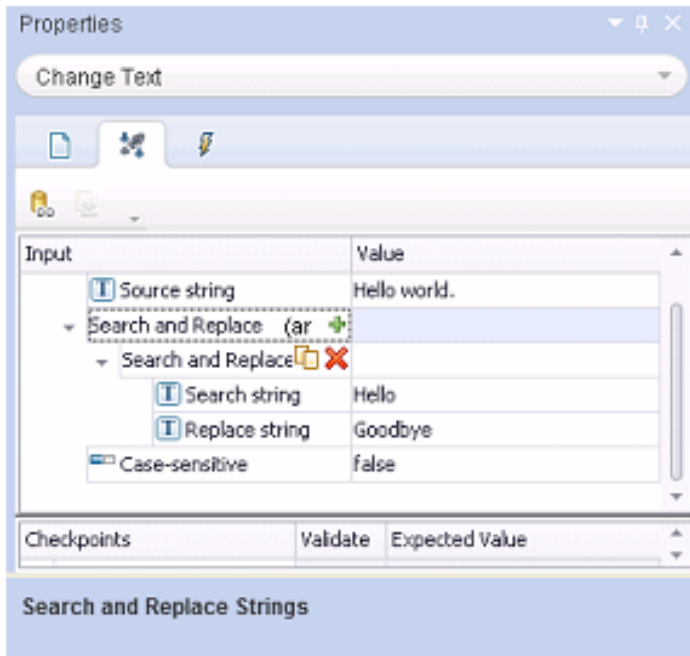 Properties
Change Text
Input Value
T Source string Hello world.
Search and Replace (ar
Search and Replace
T Search string Hello
T Replace string Goodbye
Case-sensitive false
Checkpoints Validate Expected Value
Search and Replace Strings